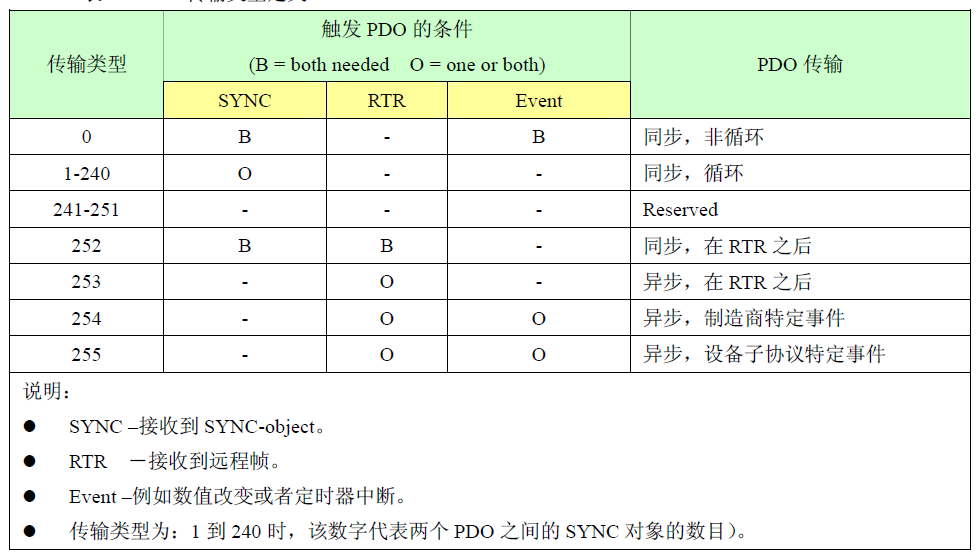 传输类型 触发 PDO 的条件 PDO 传输
(B = both needed O = one or both)
SYNC RTR Event
0 B - B 同步，非循环
1-240 O - - 同步，循环
241-251 - - - Reserved
252 B B - 同步，在 RTR 之后
253 - O - 异步，在 RTR 之后
254 - O O 异步，制造商特定事件
255 - O O 异步，设备子协议特定事件
说明：
● SYNC –接收到 SYNC-object。
● RTR －接收到远程帧。
● Event –例如数值改变或者定时器中断。
● 传输类型为：1 到 240 时，该数字代表两个 PDO 之间的 SYNC 对象的数目）。